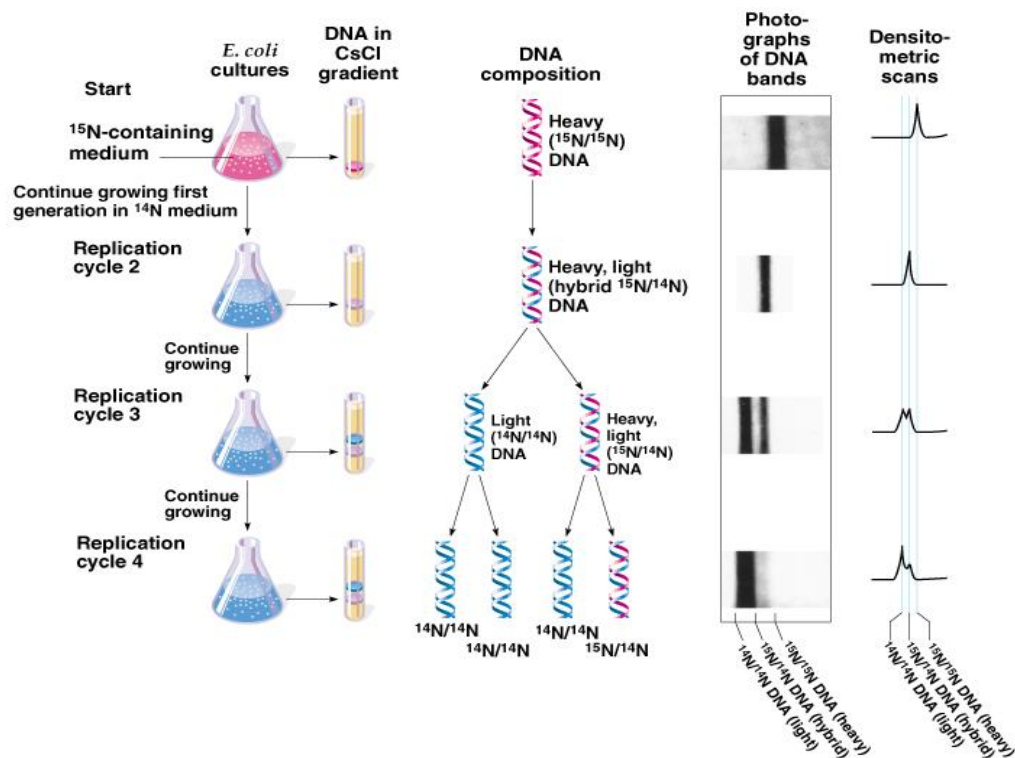 E. coli
cultures
DNA in
CsCl
gradient
DNA
composition
Photo-
graphs
of DNA
bands
Densito-
metric
scans
Start
¹⁵N-containing
medium
Heavy
(¹⁵N/¹⁵N)
DNA
Continue growing first
generation in ¹⁴N medium
Replication
cycle 2
Heavy, light
(hybrid ¹⁵N/¹⁴N)
DNA
Continue
growing
Replication
cycle 3
Light
(¹⁴N/¹⁴N)
DNA
Heavy,
light
(¹⁵N/¹⁴N)
DNA
Continue
growing
Replication
cycle 4
¹⁴N/¹⁴N
¹⁴N/¹⁴N
¹⁴N/¹⁴N
¹⁵N/¹⁴N
¹⁴N/¹⁴N DNA (light)
¹⁵N/¹⁴N DNA (hybrid)
¹⁵N/¹⁵N DNA (heavy)
¹⁴N/¹⁴N DNA (light)
¹⁵N/¹⁴N DNA (hybrid)
¹⁵N/¹⁵N DNA (heavy)